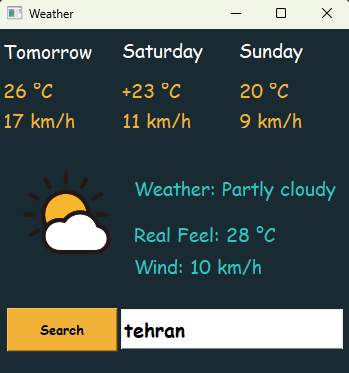 Weather
Tomorrow Saturday Sunday
26 °C +23 °C 20 °C
17 km/h 11 km/h 9 km/h
Weather: Partly cloudy
Real Feel: 28 °C
Wind: 10 km/h
Search tehran